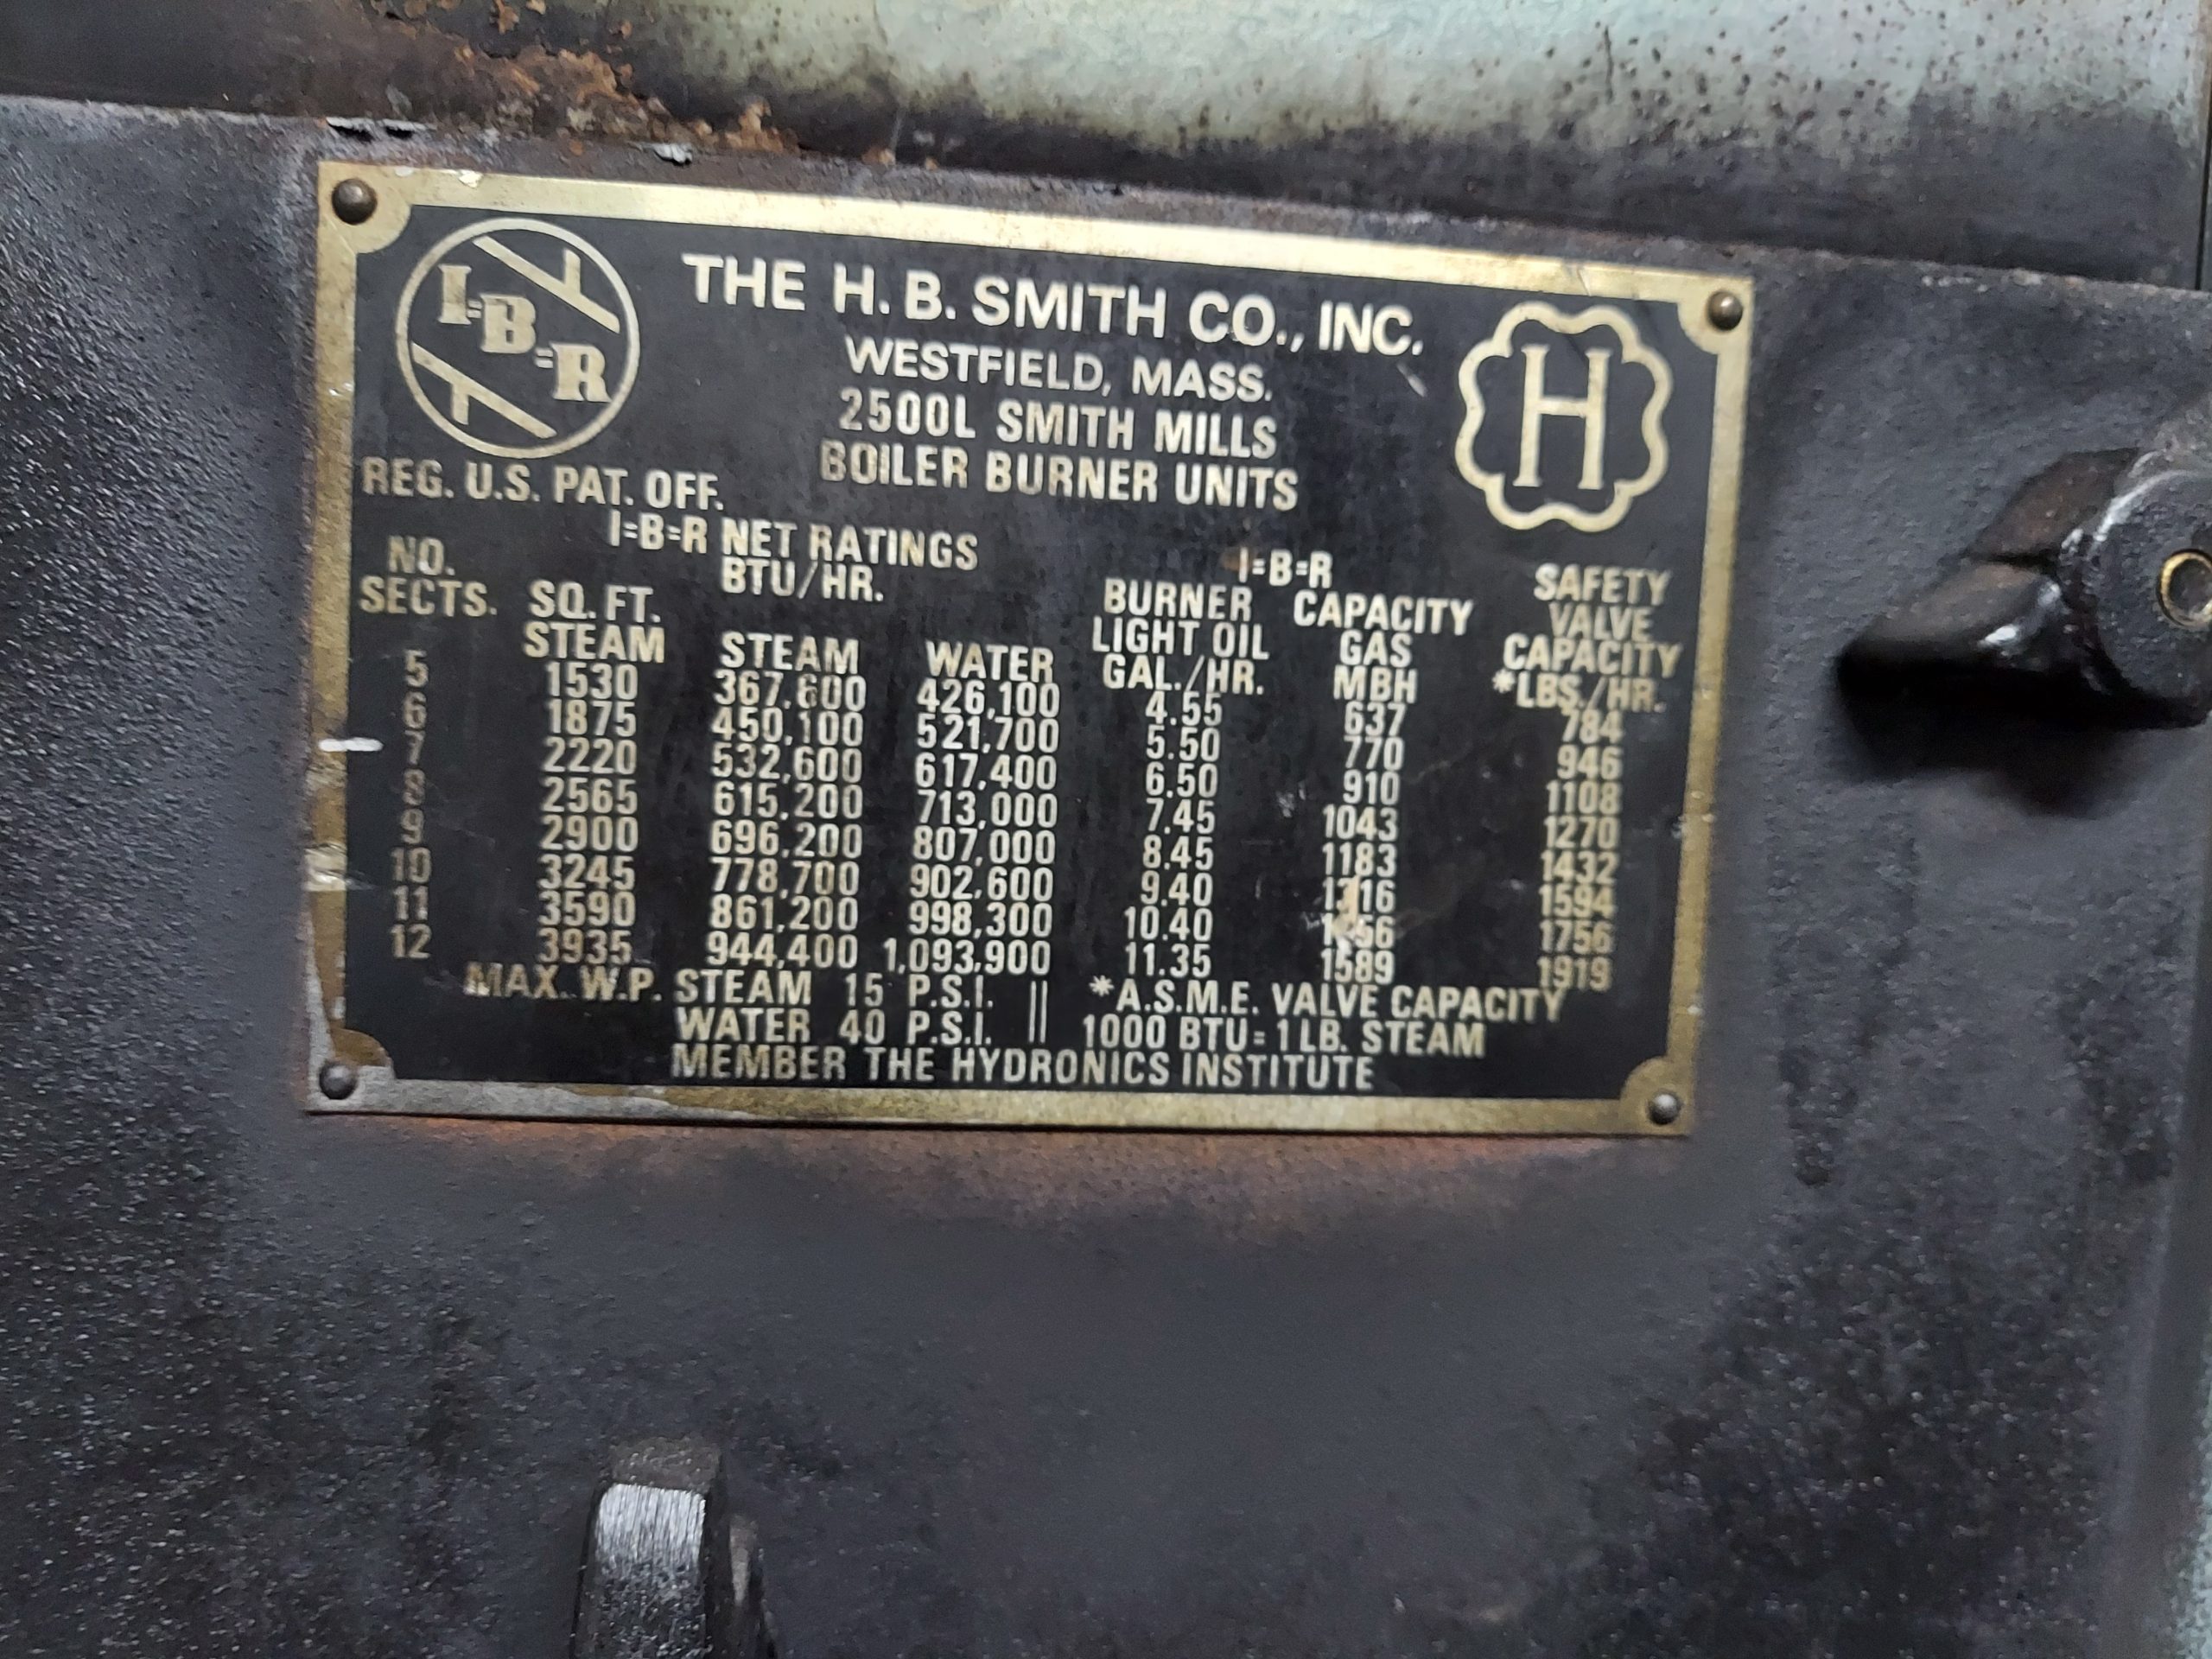 I=B=R
THE H. B. SMITH CO., INC.
WESTFIELD, MASS.
2500L SMITH MILLS
BOILER BURNER UNITS
H
REG. U.S. PAT. OFF.
I=B=R NET RATINGS
BTU/HR.
I=B=R
NO. SECTS. SQ. FT. STEAM STEAM WATER BURNER LIGHT OIL GAL./HR. CAPACITY GAS MBH SAFETY VALVE CAPACITY *LBS./HR.
5 1530 367,600 426,100 4.55 637 784
6 1875 450,100 521,700 5.50 770 946
7 2220 532,600 617,400 6.50 910 1108
8 2565 615,200 713,000 7.45 1043 1270
9 2900 696,200 807,000 8.45 1183 1432
10 3245 778,700 902,600 9.40 1316 1594
11 3590 861,200 998,300 10.40 1756
12 3935 944,400 1,093,900 11.35 1589 1919
MAX. W.P. STEAM 15 P.S.I. || *A.S.M.E. VALVE CAPACITY
WATER 40 P.S.I. || 1000 BTU=1 LB. STEAM
MEMBER THE HYDRONICS INSTITUTE